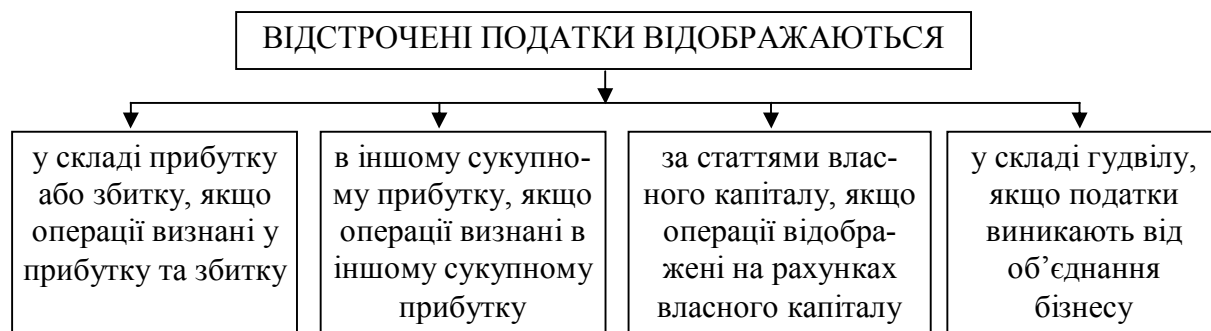 ВІДСТРОЧЕНІ ПОДАТКИ ВІДОБРАЖАЮТЬСЯ
у складі прибутку
або збитку, якщо
операції визнані у
прибутку та збитку
в іншому сукупно-
му прибутку, якщо
операції визнані в
іншому сукупному
прибутку
за статтями влас-
ного капіталу, якщо
операції відобра-
жені на рахунках
власного капіталу
у складі гудвілу,
якщо податки
виникають від
об’єднання
бізнесу